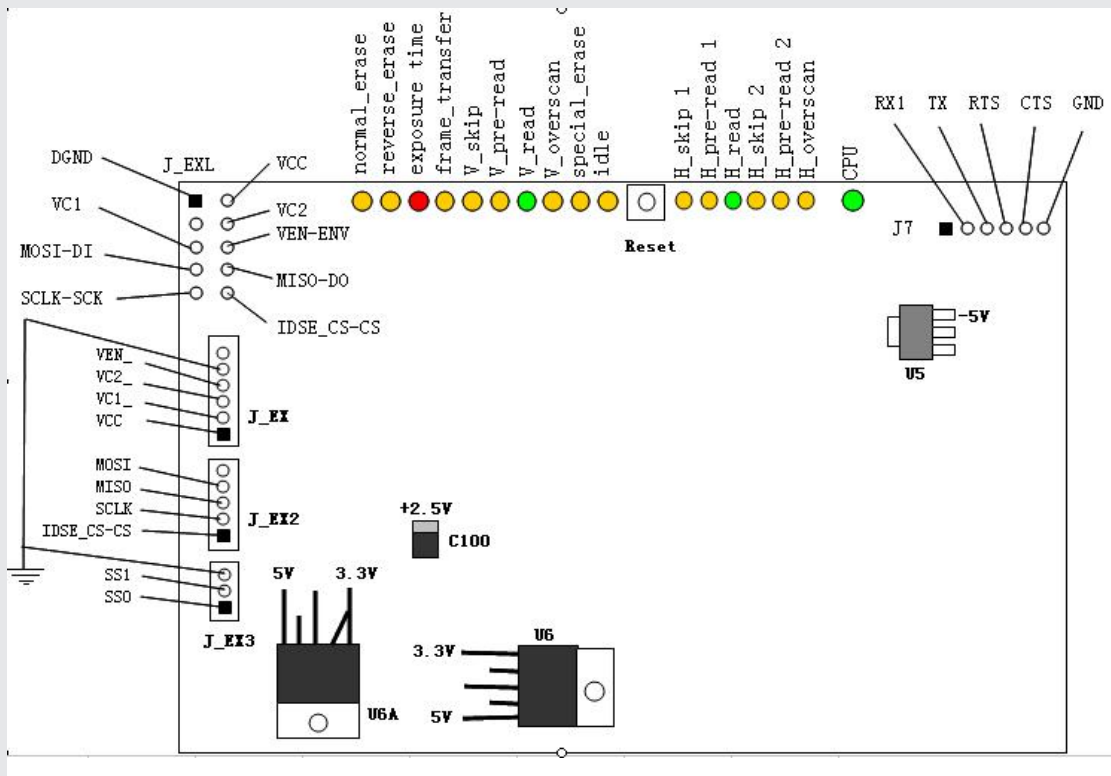 normal_erase
reverse_erase
exposure time
frame_transfer
V_skip
V_pre-read
V_read
V_overscan
special_erase
idle
H_skip 1
H_pre-read 1
H_read
H_skip 2
H_pre-read 2
H_overscan
CPU
RX1 TX RTS CTS GND
DGND
J_EXL
VCC
VC1
VC2
VEN-ENV
MOSI-DI
MISO-DO
SCLK-SCK
IDSE_CS-CS
Reset
J7
-5V
U5
VEN_
VC2_
VC1_
VCC
J_EX
MOSI
MISO
SCLK
IDSE_CS-CS
J_EX2
SS1
SS0
J_EX3
+2.5V
C100
5V 3.3V
U6A
U6
3.3V
5V